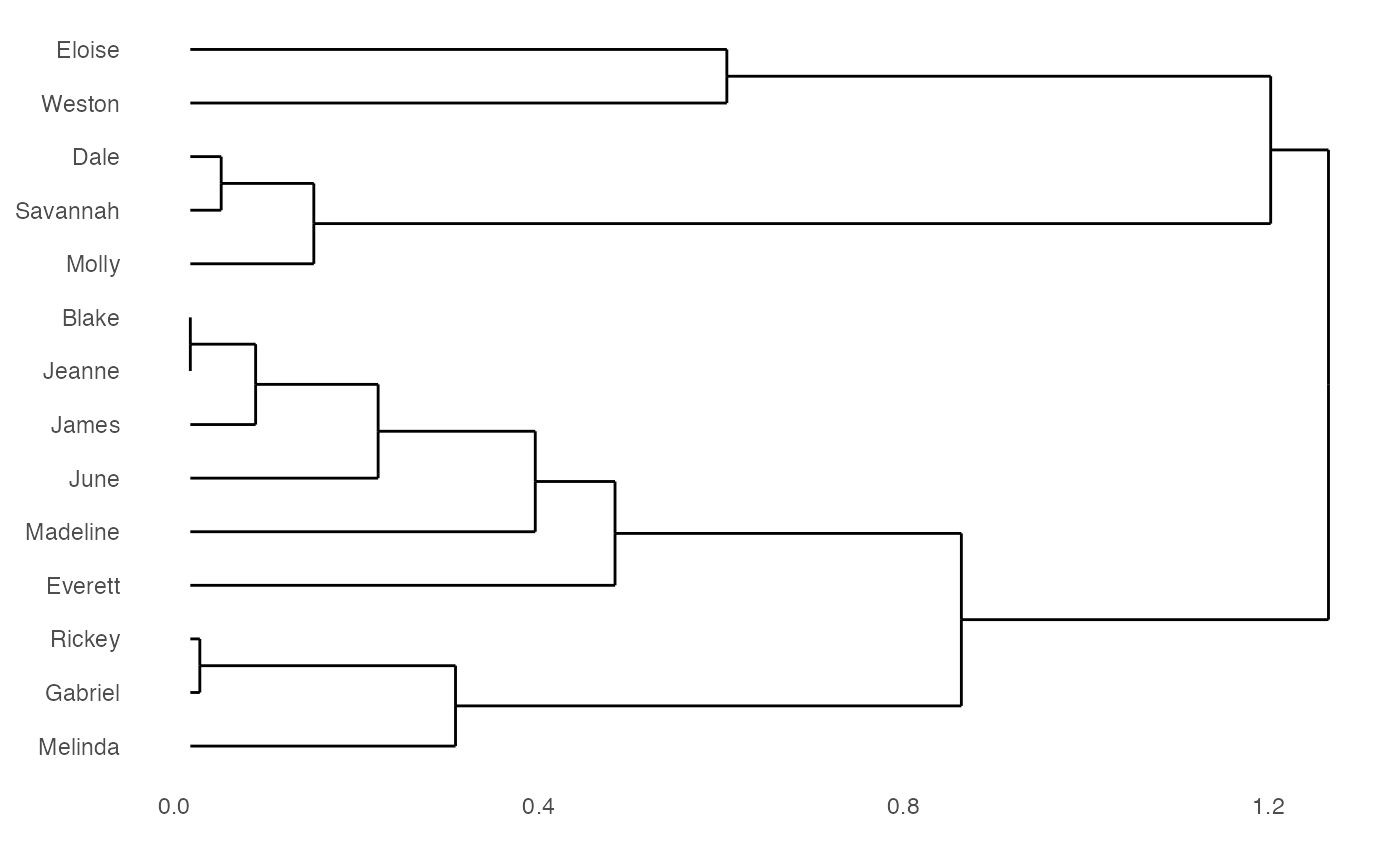 Eloise
Weston
Dale
Savannah
Molly
Blake
Jeanne
James
June
Madeline
Everett
Rickey
Gabriel
Melinda
0.0 0.4 0.8 1.2